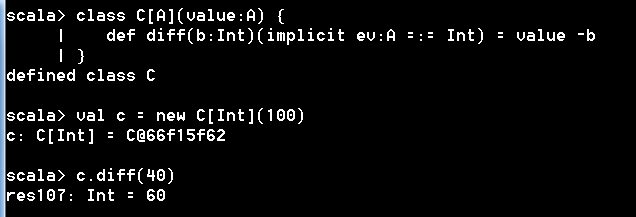 scala> class C[A](value:A) {
     |    def diff(b:Int)(implicit ev:A =:= Int) = value -b
     | }
defined class C
scala> val c = new C[Int](100)
c: C[Int] = C@66f15f62
scala> c.diff(40)
res107: Int = 60